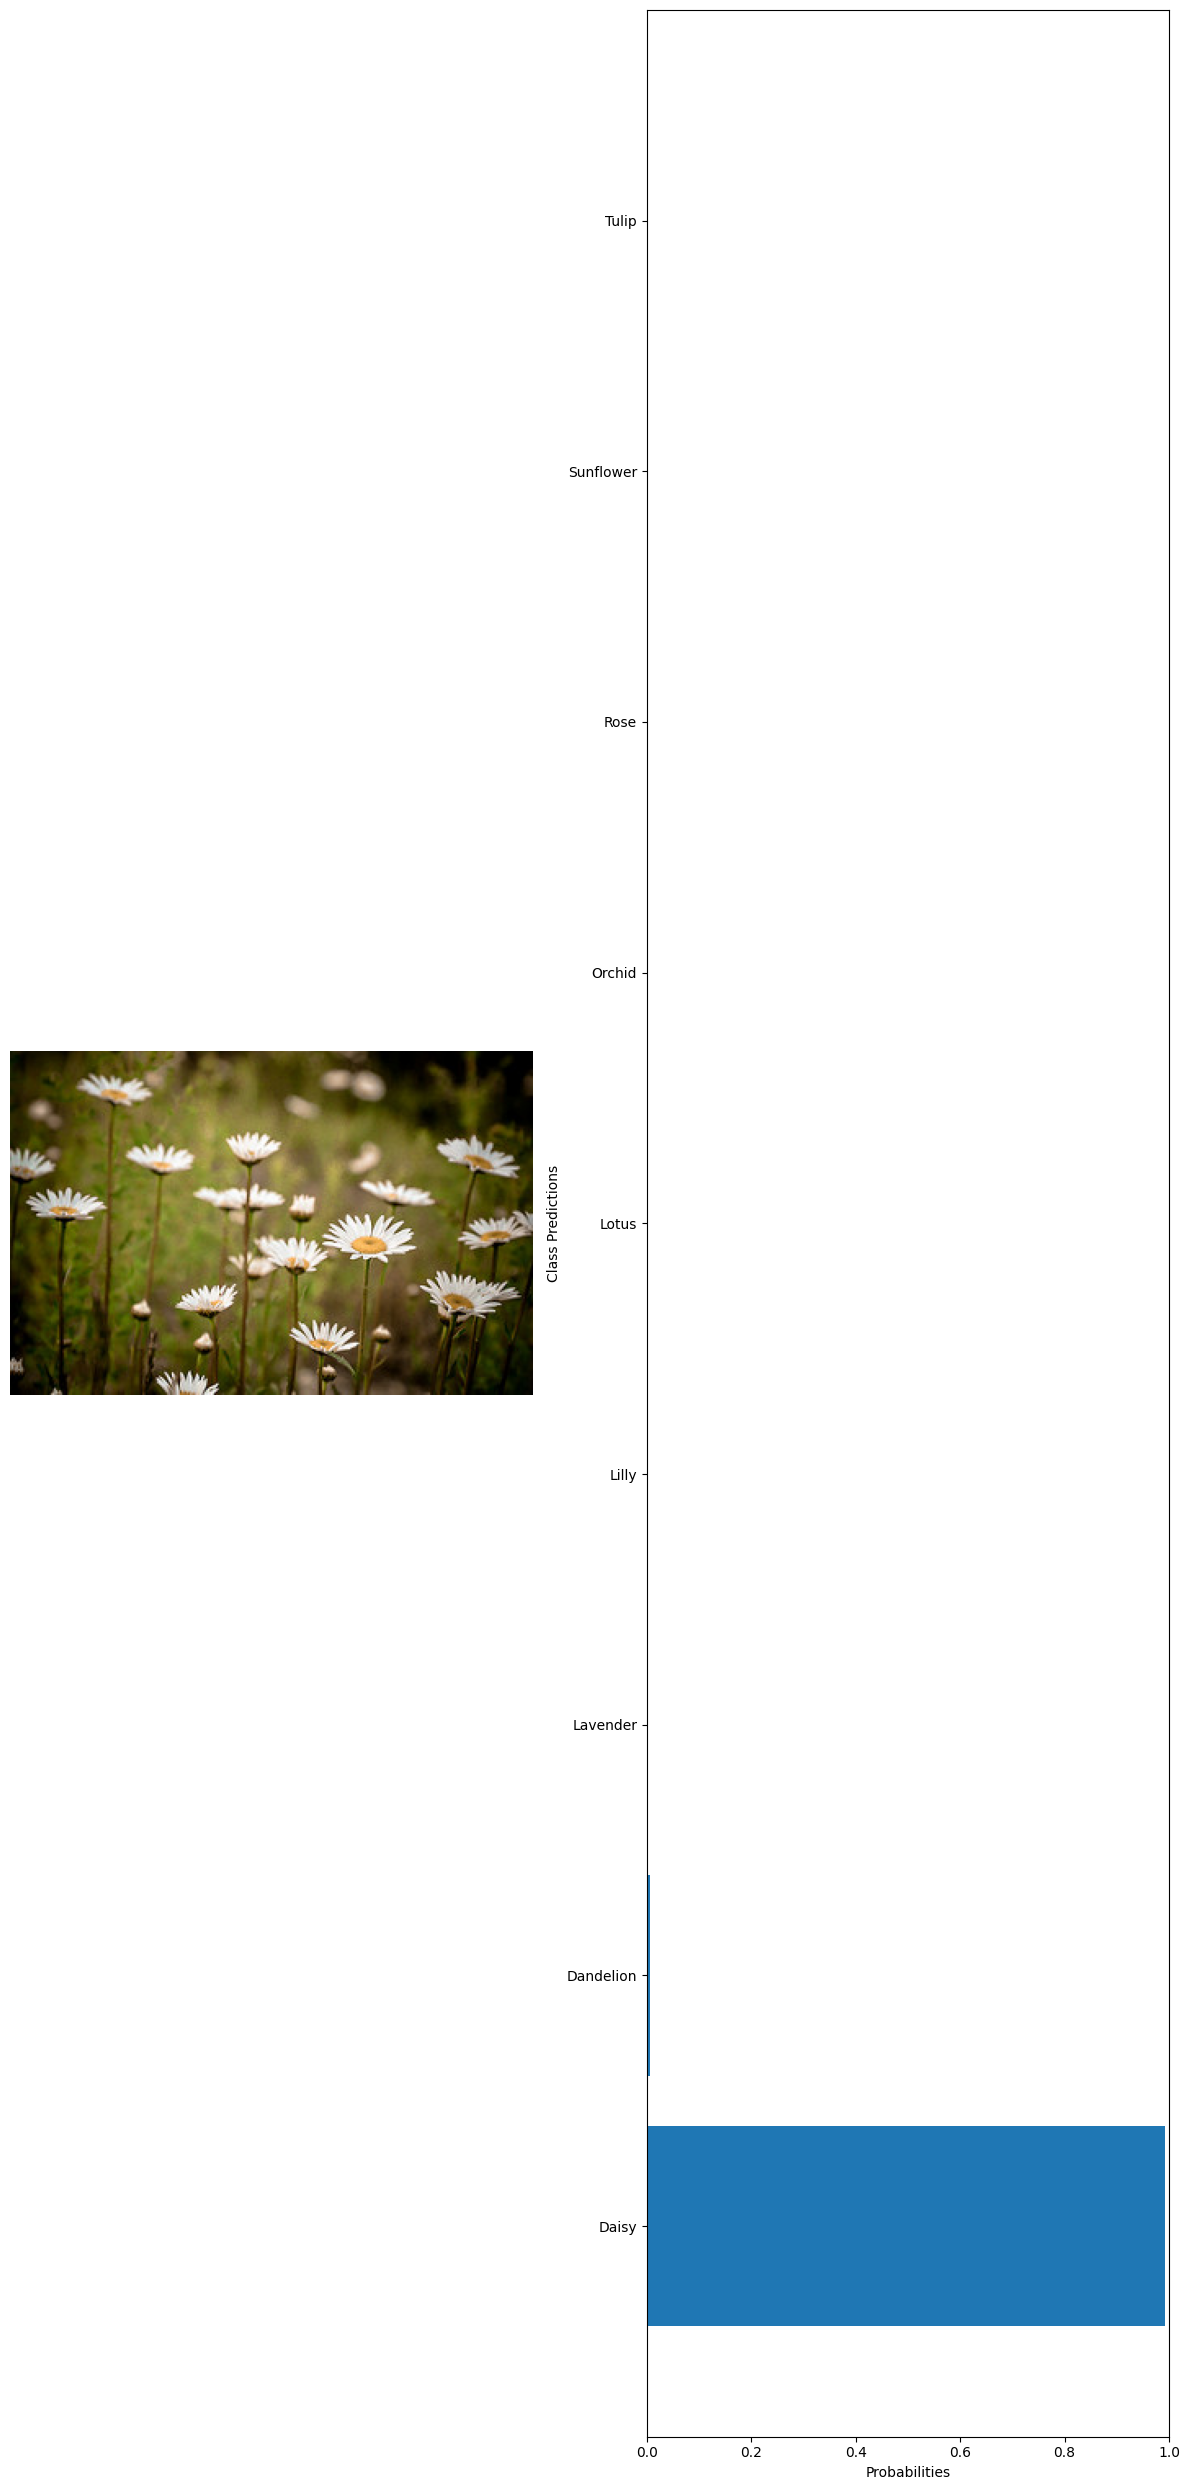 Tulip
Sunflower
Rose
Orchid
Lotus
Lilly
Lavender
Dandelion
Daisy
Class Predictions
0.0 0.2 0.4 0.6 0.8 1.0
Probabilities